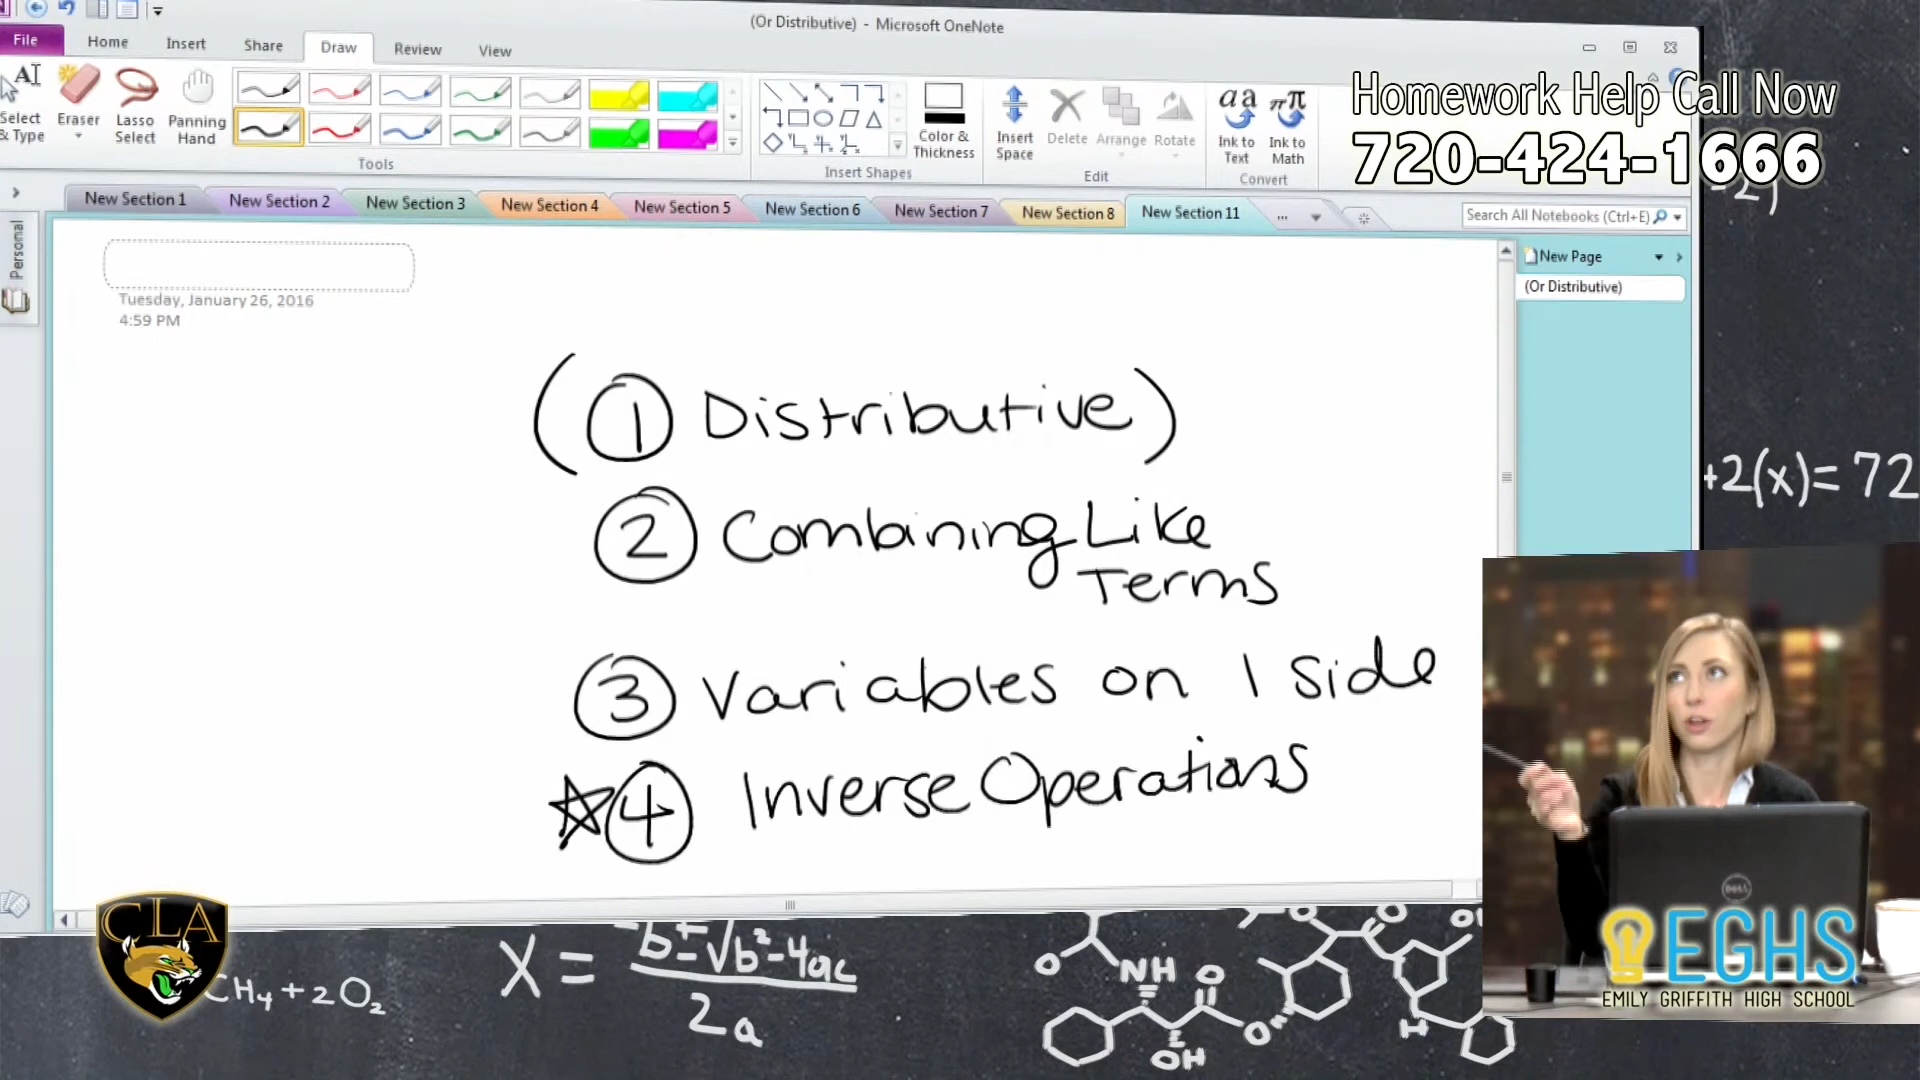 (Or Distributive) - Microsoft OneNote
File Home Insert Share Draw Review View
Select & Type
Eraser
Lasso Select
Panning Hand
Color & Thickness
Insert Space
Delete
Arrange
Rotate
Ink to Text
Ink to Math
Tools
Insert Shapes
Edit
Convert
Homework Help Call Now
720-424-1666
New Section 1 New Section 2 New Section 3 New Section 4 New Section 5 New Section 6 New Section 7 New Section 8 New Section 11 ...
Search All Notebooks (Ctrl+E)
Personal
New Page
(Or Distributive)
Tuesday, January 26, 2016
4:59 PM
(① Distributive)
② Combining Like
Terms
③ Variables on 1 side
☆④ Inverse Operations
+2(x)= 72
CLA
CH₄ + 2O₂
X = -b±√b²-4ac
2a
NH
O
O
O
OH
H
DELL
EGHS
EMILY GRIFFITH HIGH SCHOOL